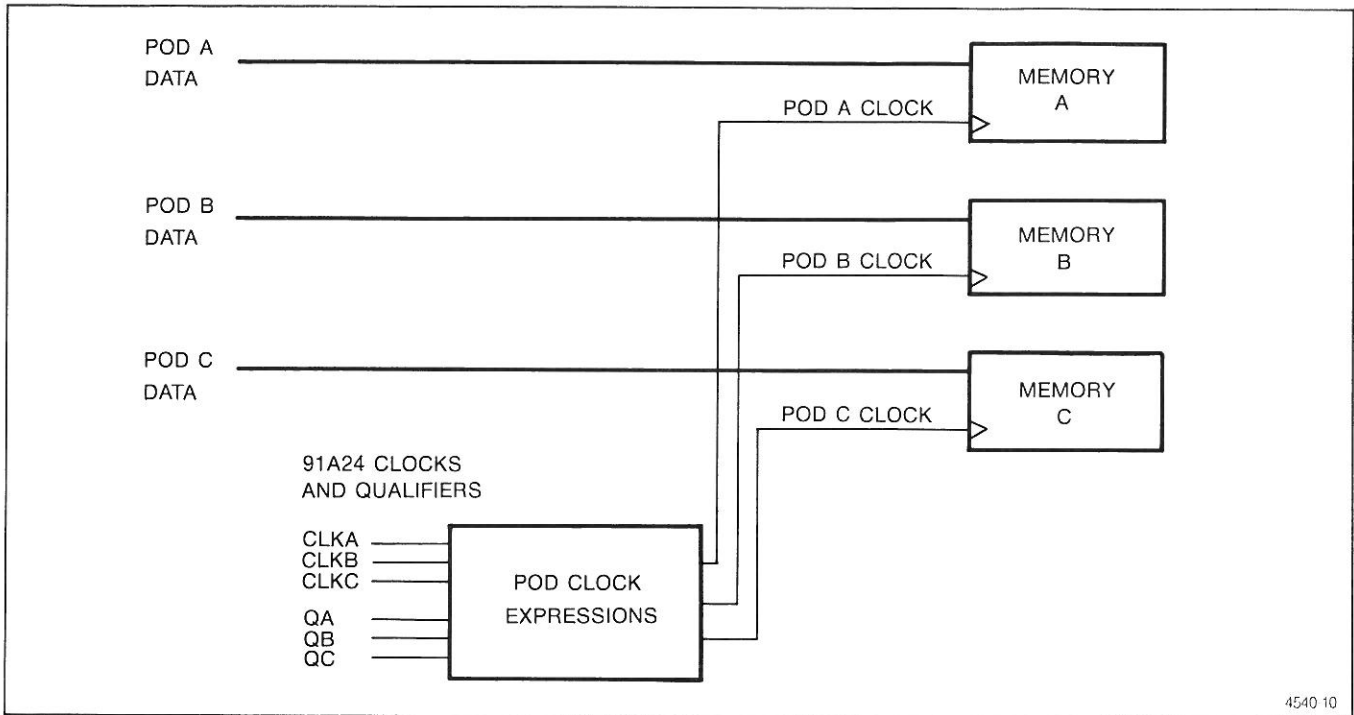 POD A
DATA
MEMORY
A
POD A CLOCK
POD B
DATA
MEMORY
B
POD B CLOCK
POD C
DATA
MEMORY
C
POD C CLOCK
91A24 CLOCKS
AND QUALIFIERS
CLKA
CLKB
CLKC
QA
QB
QC
POD CLOCK
EXPRESSIONS
4540-10